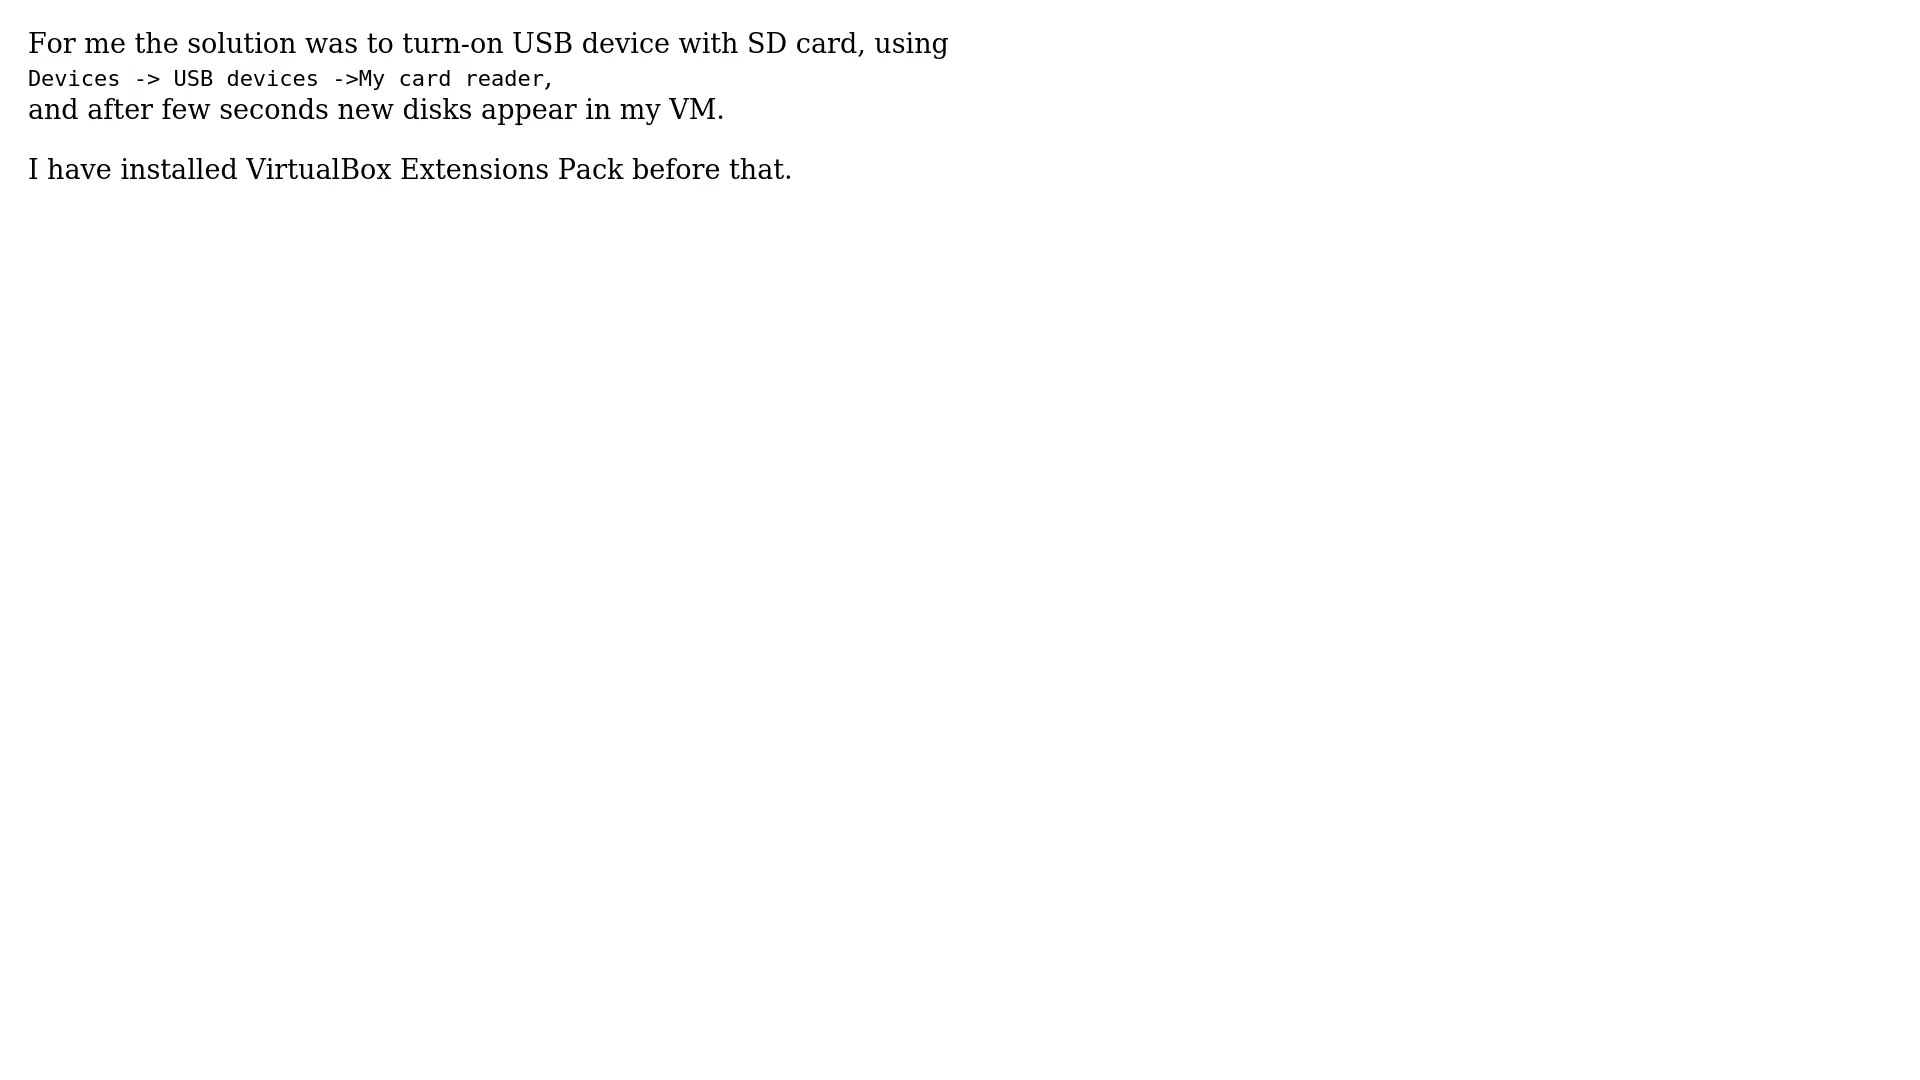 For me the solution was to turn-on USB device with SD card, using
Devices -> USB devices ->My card reader,
and after few seconds new disks appear in my VM.
I have installed VirtualBox Extensions Pack before that.